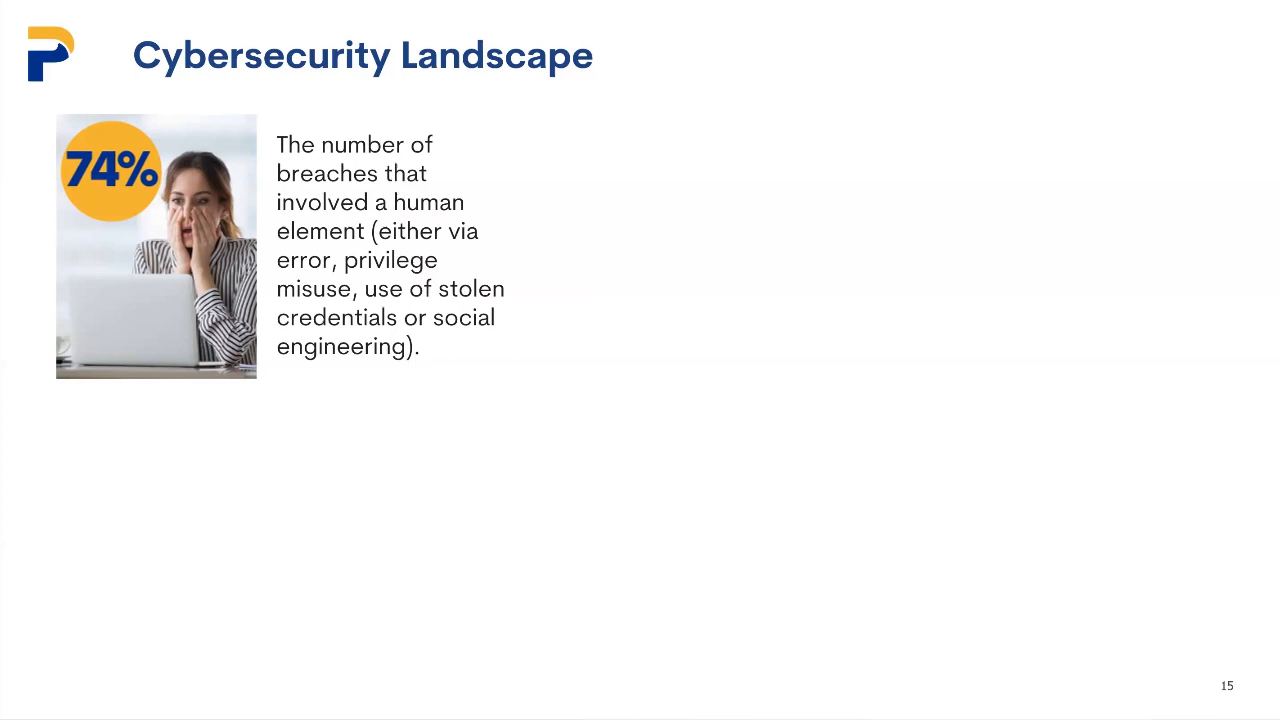 Cybersecurity Landscape
74%
The number of
breaches that
involved a human
element (either via
error, privilege
misuse, use of stolen
credentials or social
engineering).
15